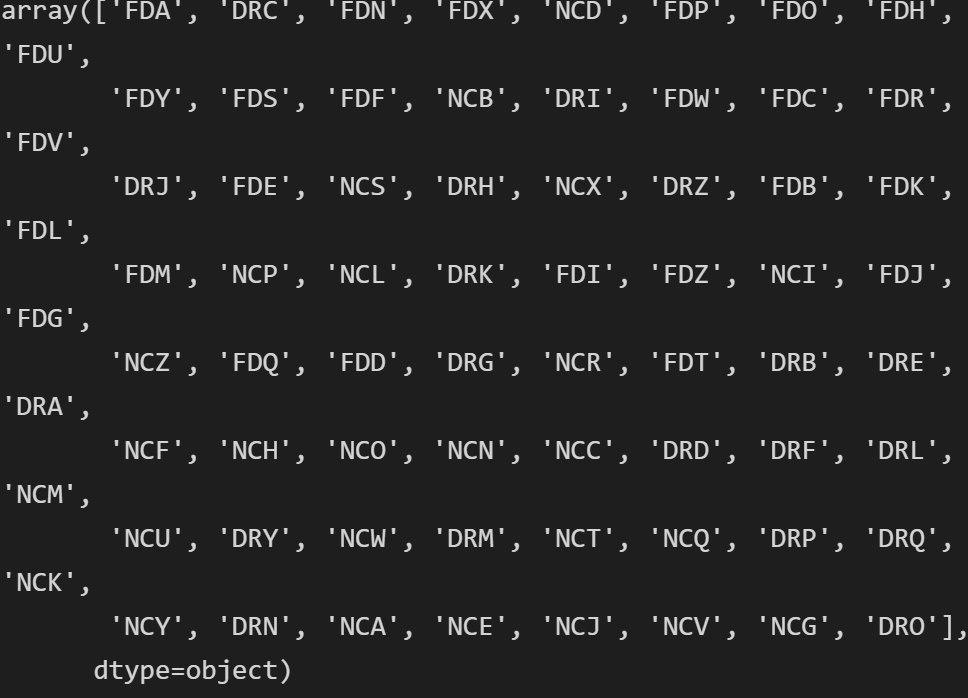 array(['FDA', 'DRC', 'FDN', 'FDX', 'NCD', 'FDP', 'FDO', 'FDH',
'FDU',
'FDY', 'FDS', 'FDF', 'NCB', 'DRI', 'FDW', 'FDC', 'FDR',
'FDV',
'DRJ', 'FDE', 'NCS', 'DRH', 'NCX', 'DRZ', 'FDB', 'FDK',
'FDL',
'FDM', 'NCP', 'NCL', 'DRK', 'FDI', 'FDZ', 'NCI', 'FDJ',
'FDG',
'NCZ', 'FDQ', 'FDD', 'DRG', 'NCR', 'FDT', 'DRB', 'DRE',
'DRA',
'NCF', 'NCH', 'NCO', 'NCN', 'NCC', 'DRD', 'DRF', 'DRL',
'NCM',
'NCU', 'DRY', 'NCW', 'DRM', 'NCT', 'NCQ', 'DRP', 'DRQ',
'NCK',
'NCY', 'DRN', 'NCA', 'NCE', 'NCJ', 'NCV', 'NCG', 'DRO'],
dtype=object)